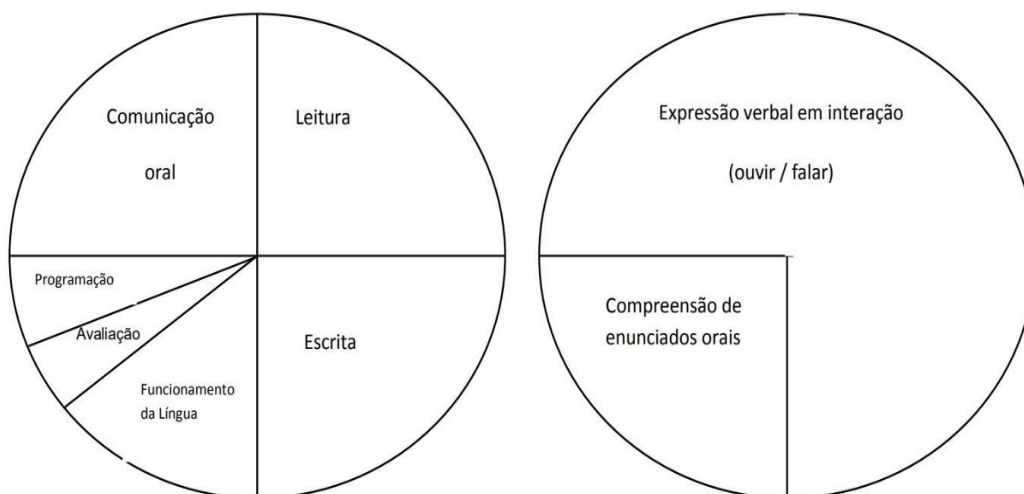 Comunicação
oral
Leitura
Programação
Avaliação
Funcionamento
da Língua
Escrita
Expressão verbal em interação
(ouvir / falar)
Compreensão de
enunciados orais